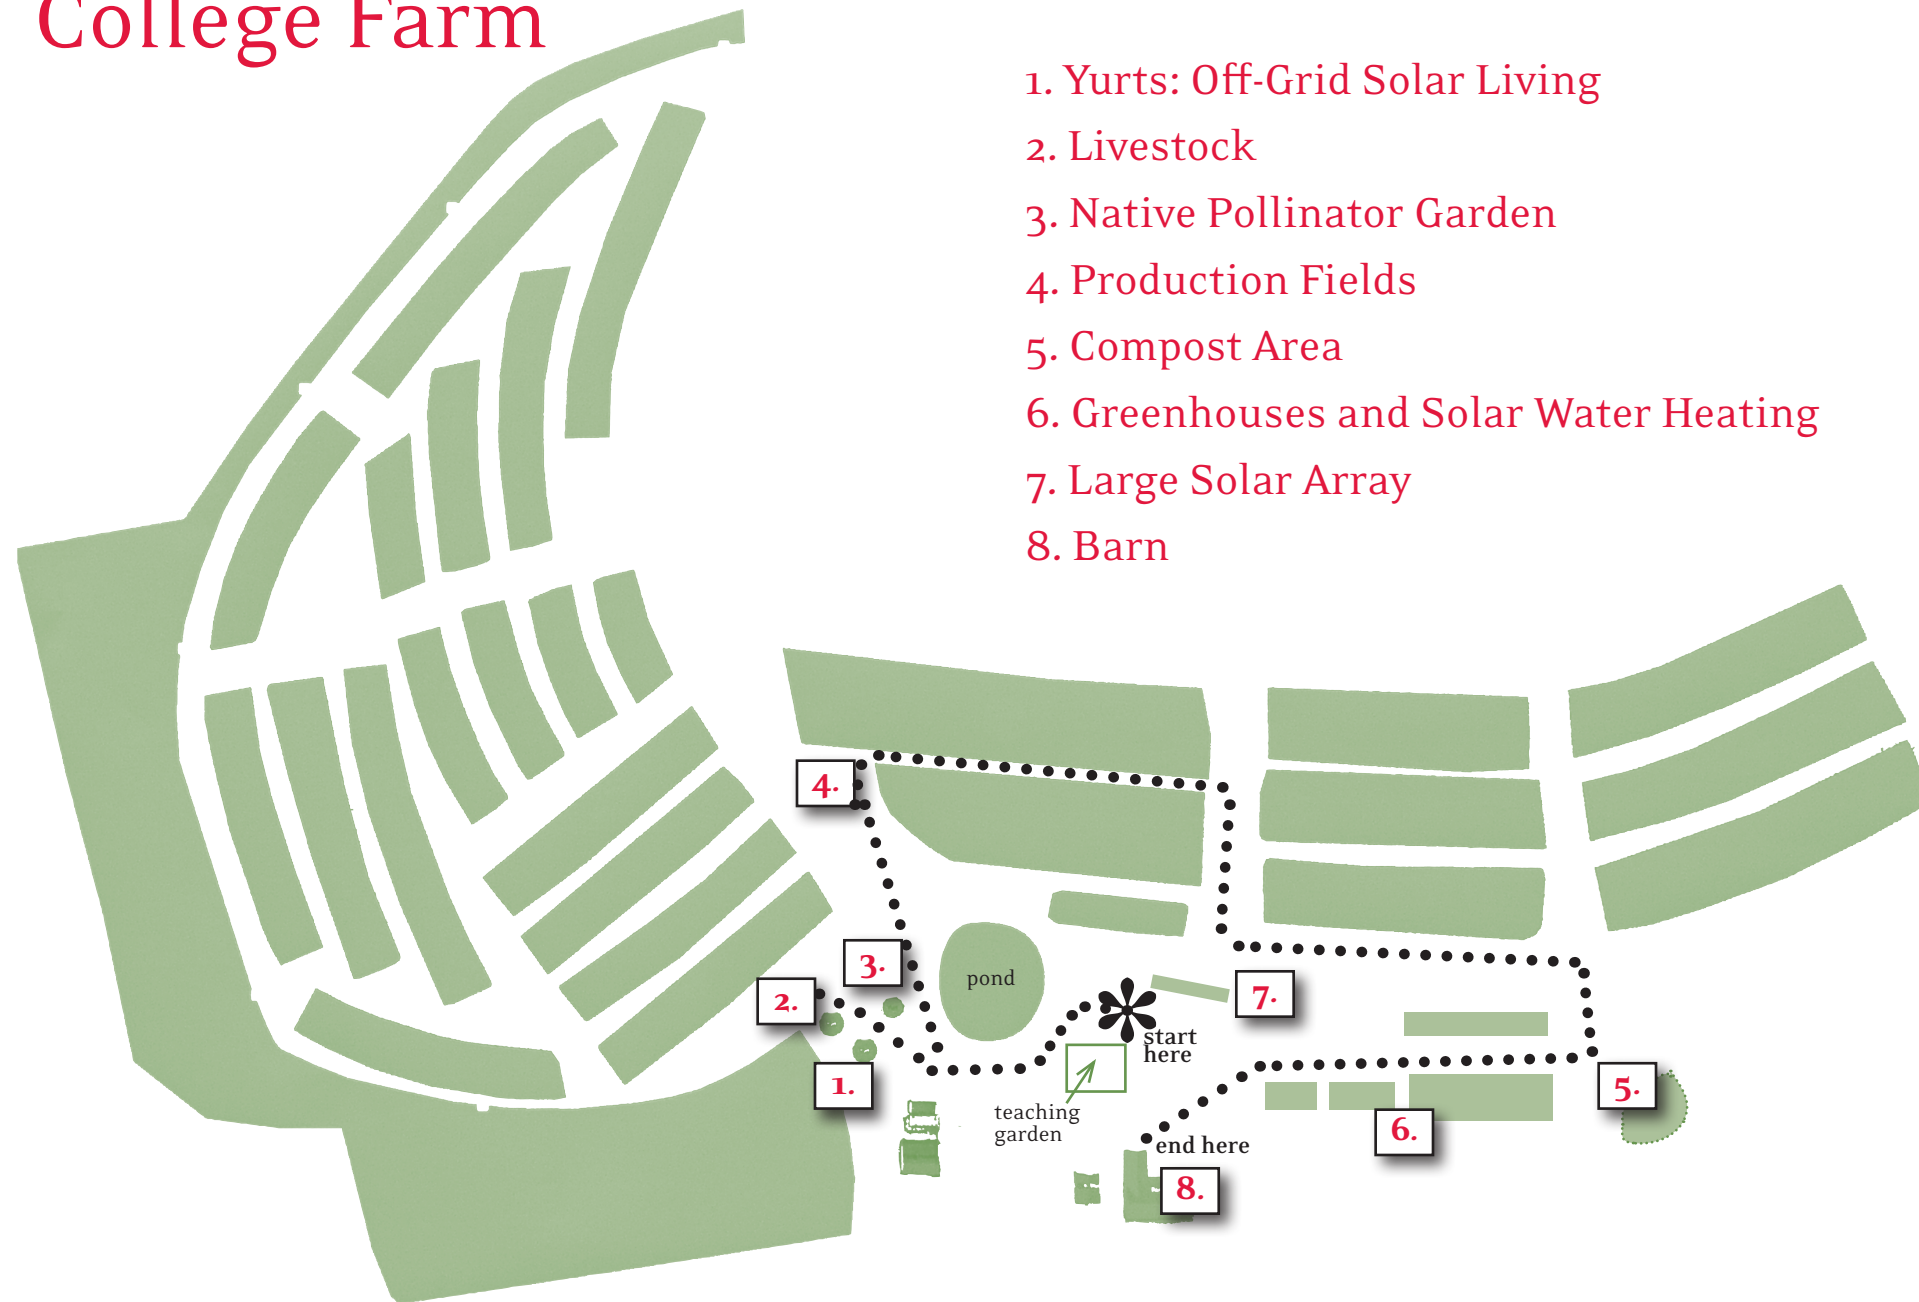 College Farm
1. Yurts: Off-Grid Solar Living
2. Livestock
3. Native Pollinator Garden
4. Production Fields
5. Compost Area
6. Greenhouses and Solar Water Heating
7. Large Solar Array
8. Barn
4.
3.
pond
2.
7.
start
here
1.
5.
teaching
garden
6.
end here
8.